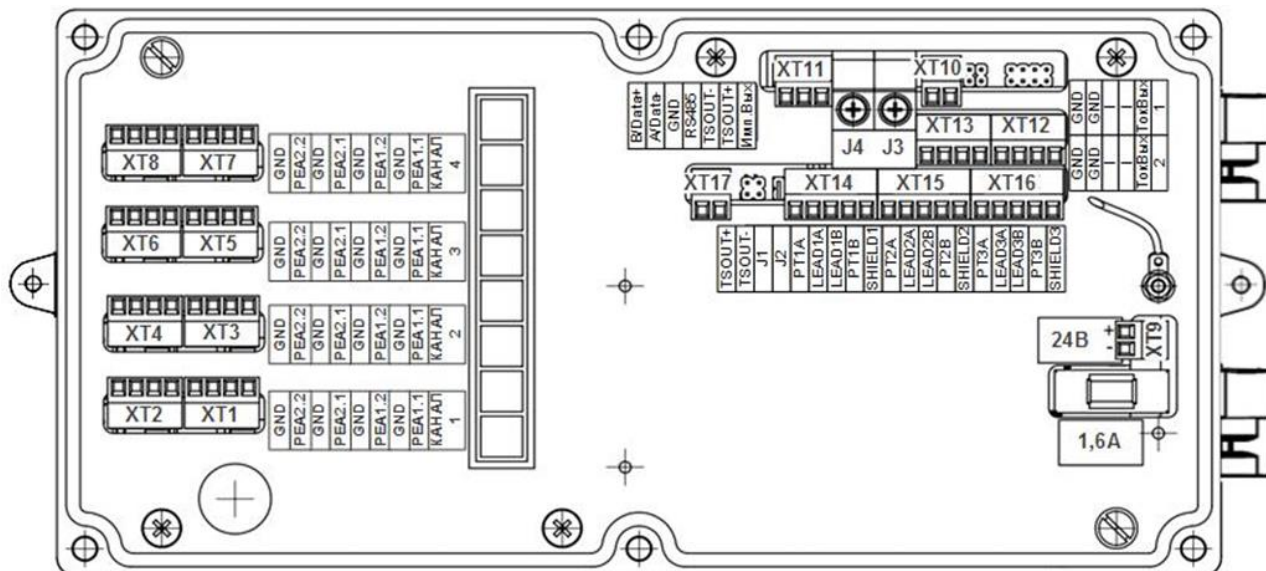 XT11
XT10
B/Data+
A/Data-
GND
RS485
TSOUT-
TSOUT+
Имп.Вых
J4
J3
XT13
XT12
GND
GND
I
I
ТокВых
1
GND
GND
I
I
ТокВых
2
XT8
XT7
GND
PEA2.2
GND
PEA2.1
GND
PEA1.2
GND
PEA1.1
КАНАЛ
4
XT17
XT14
XT15
XT16
TSOUT+
TSOUT-
J1
J2
PT1A
LEAD1A
LEAD1B
PT1B
SHIELD1
PT2A
LEAD2A
LEAD2B
PT2B
SHIELD2
PT3A
LEAD3A
LEAD3B
PT3B
SHIELD3
XT6
XT5
GND
PEA2.2
GND
PEA2.1
GND
PEA1.2
GND
PEA1.1
КАНАЛ
3
XT4
XT3
GND
PEA2.2
GND
PEA2.1
GND
PEA1.2
GND
PEA1.1
КАНАЛ
2
24В
+
-
XT9
XT2
XT1
GND
PEA2.2
GND
PEA2.1
GND
PEA1.2
GND
PEA1.1
КАНАЛ
1
1,6А